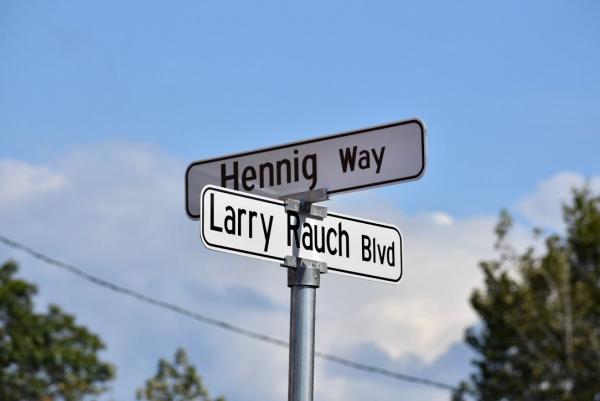 Hennig Way
Larry Rauch Blvd